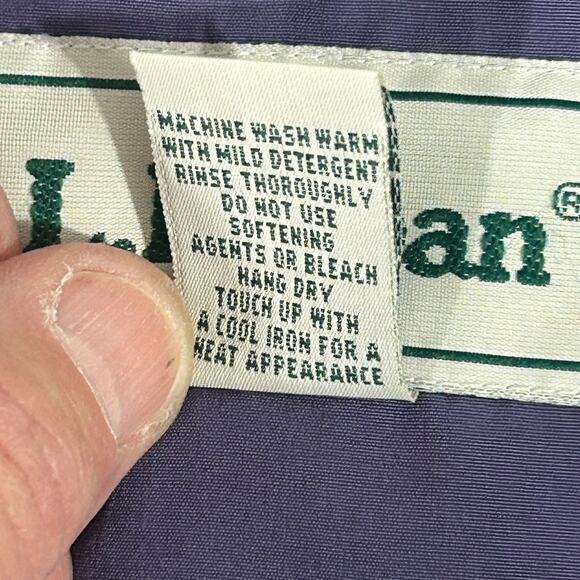 MACHINE WASH WARM
WITH MILD DETERGENT
RINSE THOROUGHLY
DO NOT USE
SOFTENING
AGENTS OR BLEACH
HANG DRY
TOUCH UP WITH
A COOL IRON FOR A
NEAT APPEARANCE
L.L.Bean®